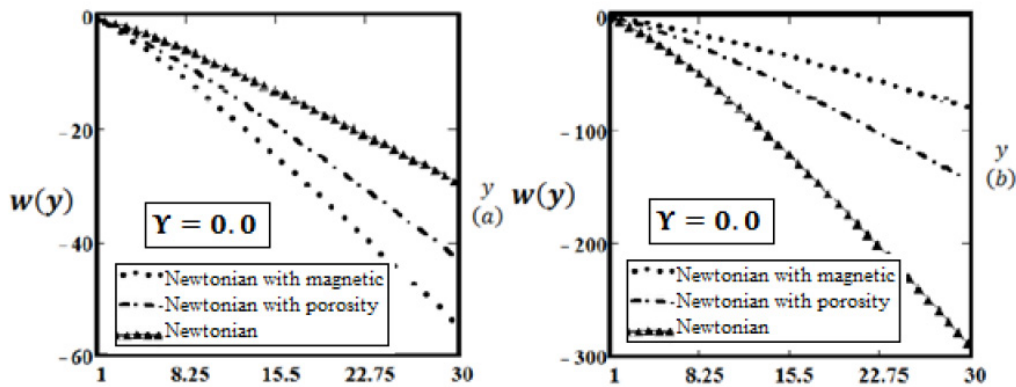 0
−20
−40
−60
w(y)
ϒ = 0.0
Newtonian with magnetic
Newtonian with porosity
Newtonian
1 8.25 15.5 22.75 30
y
(a)
0
−100
−200
−300
w(y)
ϒ = 0.0
Newtonian with magnetic
Newtonian with porosity
Newtonian
1 8.25 15.5 22.75 30
y
(b)